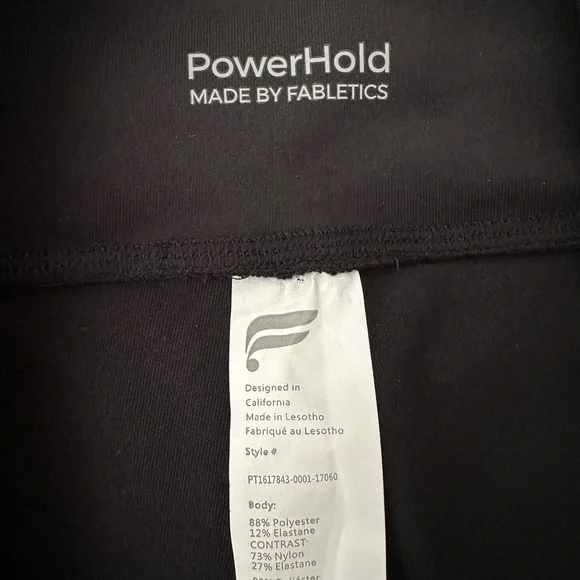 PowerHold
MADE BY FABLETICS
Designed in
California
Made in Lesotho
Fabriqué au Lesotho
Style #
PT1617843-0001-17060
Body:
88% Polyester
12% Elastane
CONTRAST:
73% Nylon
27% Elastane